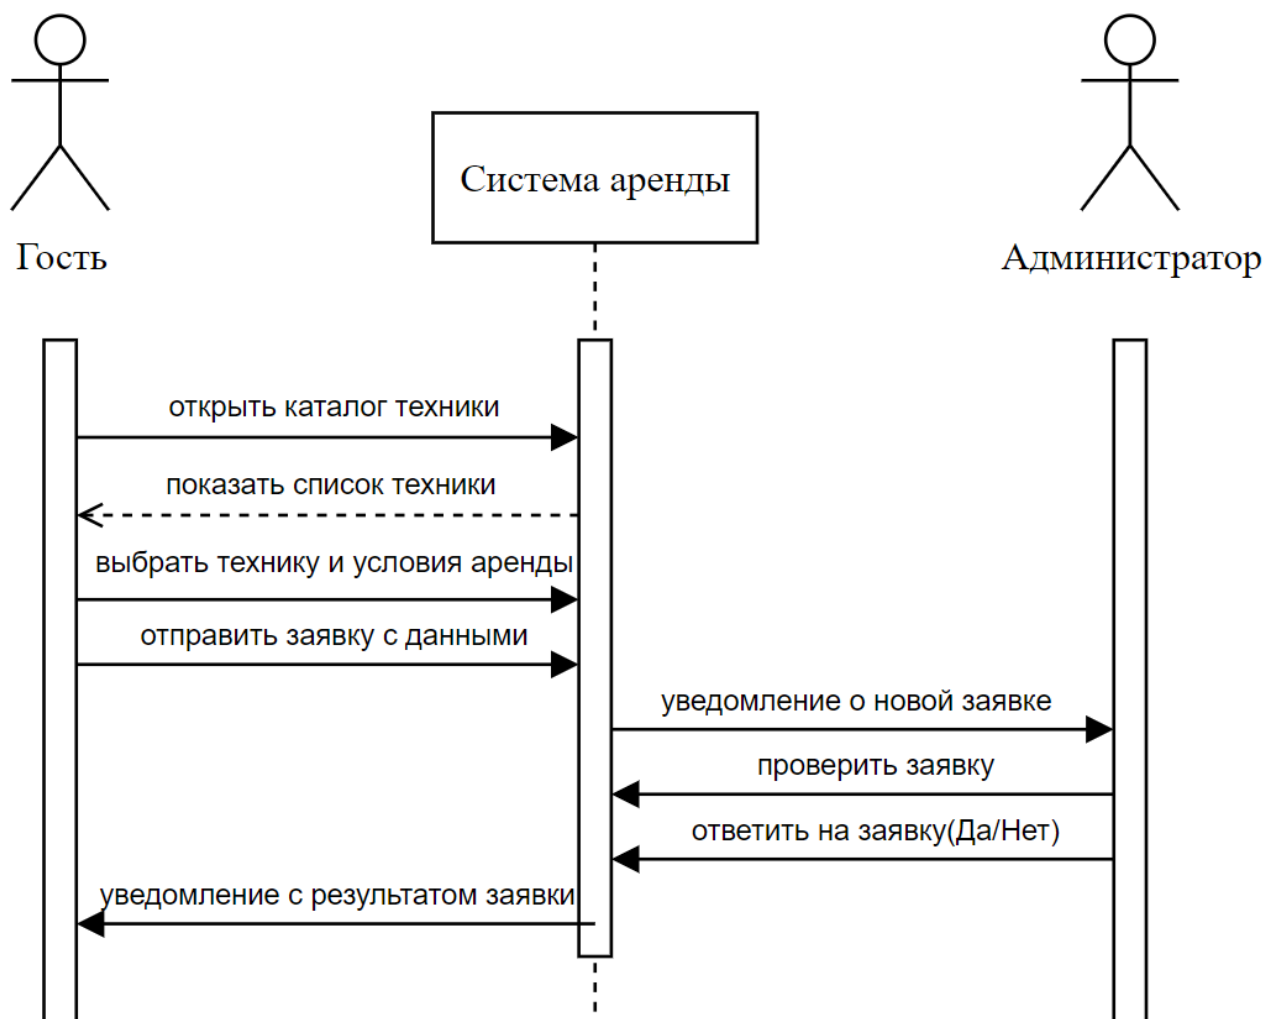 Система аренды
Гость
Администратор
открыть каталог техники
показать список техники
выбрать технику и условия аренды
отправить заявку с данными
уведомление о новой заявке
проверить заявку
ответить на заявку(Да/Нет)
уведомление с результатом заявки